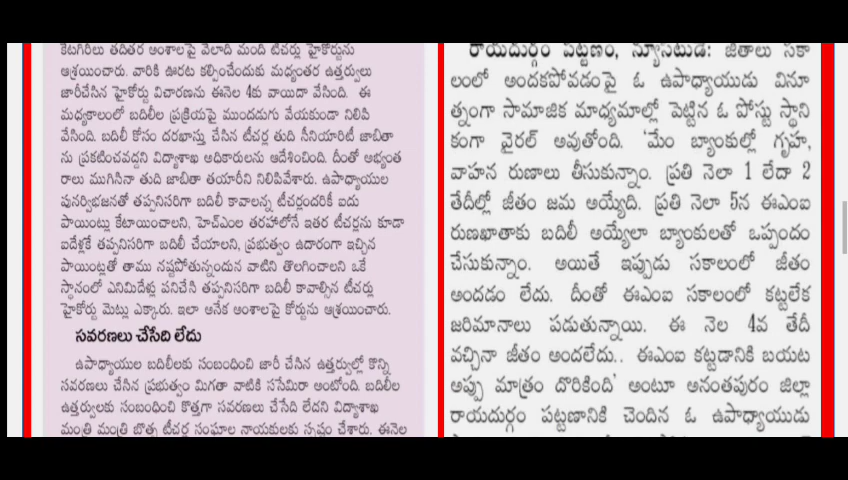 కేటగిరీలు తదితర అంశాలపై వేలాది మంది టీచర్లు హైకోర్టును
ఆశ్రయించారు. వారికి ఊరట కల్పించేందుకు మధ్యంతర ఉత్తర్వులు
జారీచేసిన హైకోర్టు విచారణను ఈనెల 4కు వాయిదా వేసింది. ఈ
మధ్యకాలంలో బదిలీల ప్రక్రియపై ముందడుగు వేయకుండా నిలిపి
వేసింది. బదిలీ కోసం దరఖాస్తు చేసిన టీచర్ల తుది సీనియారిటీ జాబితా
ను ప్రకటించవద్దని విద్యాశాఖ అధికారులను ఆదేశించింది. దీంతో అభ్యంత
రాలు ముగిసినా తుది జాబితా తయారీని నిలిపివేశారు. ఉపాధ్యాయుల
పునర్విభజనతో తప్పనిసరిగా బదిలీ కావాలన్న టీచర్లందరికీ ఐదు
పాయింట్లు కేటాయించాలని, హెచ్ఎంల తరహాలోనే ఇతర టీచర్లను కూడా
ఐదేళ్లకే తప్పనిసరిగా బదిలీ చేయాలని, ప్రభుత్వం ఉదారంగా ఇచ్చిన
పాయింట్లతో తాము నష్టపోతున్నందున వాటిని తొలగించాలని ఒకే
స్థానంలో ఎనిమిదేళ్లు పనిచేసి తప్పనిసరిగా బదిలీ కావాల్సిన టీచర్లు
హైకోర్టు మెట్లు ఎక్కారు. ఇలా అనేక అంశాలపై కోర్టును ఆశ్రయించారు.
సవరణలు చేసేది లేదు
ఉపాధ్యాయుల బదిలీలకు సంబంధించి జారీ చేసిన ఉత్తర్వుల్లో కొన్ని
సవరణలు చేసిన ప్రభుత్వం మిగతా వాటికి ససేమిరా అంటోంది. బదిలీల
ఉత్తర్వులకు సంబంధించి కొత్తగా సవరణలు చేసేది లేదని విద్యాశాఖ
మంత్రి మంత్రి బొత్స టీచర్ల సంఘాల నాయకులకు స్పష్టం చేశారు. ఈనెల
రాయదుర్గం పట్టణం, న్యూస్‌టుడే: జీతాలు సకా
లంలో అందకపోవడంపై ఓ ఉపాధ్యాయుడు వినూ
త్నంగా సామాజిక మాధ్యమాల్లో పెట్టిన ఓ పోస్టు స్థాని
కంగా వైరల్ అవుతోంది. 'మేం బ్యాంకుల్లో గృహ,
వాహన రుణాలు తీసుకున్నాం. ప్రతి నెలా 1 లేదా 2
తేదీల్లో జీతం జమ అయ్యేది. ప్రతి నెలా 5న ఈఎంఐ
రుణఖాతాకు బదిలీ అయ్యేలా బ్యాంకులతో ఒప్పందం
చేసుకున్నాం. అయితే ఇప్పుడు సకాలంలో జీతం
అందడం లేదు. దీంతో ఈఎంఐ సకాలంలో కట్టలేక
జరిమానాలు పడుతున్నాయి. ఈ నెల 4వ తేదీ
వచ్చినా జీతం అందలేదు.. ఈఎంఐ కట్టడానికి బయట
అప్పు మాత్రం దొరికింది' అంటూ అనంతపురం జిల్లా
రాయదుర్గం పట్టణానికి చెందిన ఓ ఉపాధ్యాయుడు